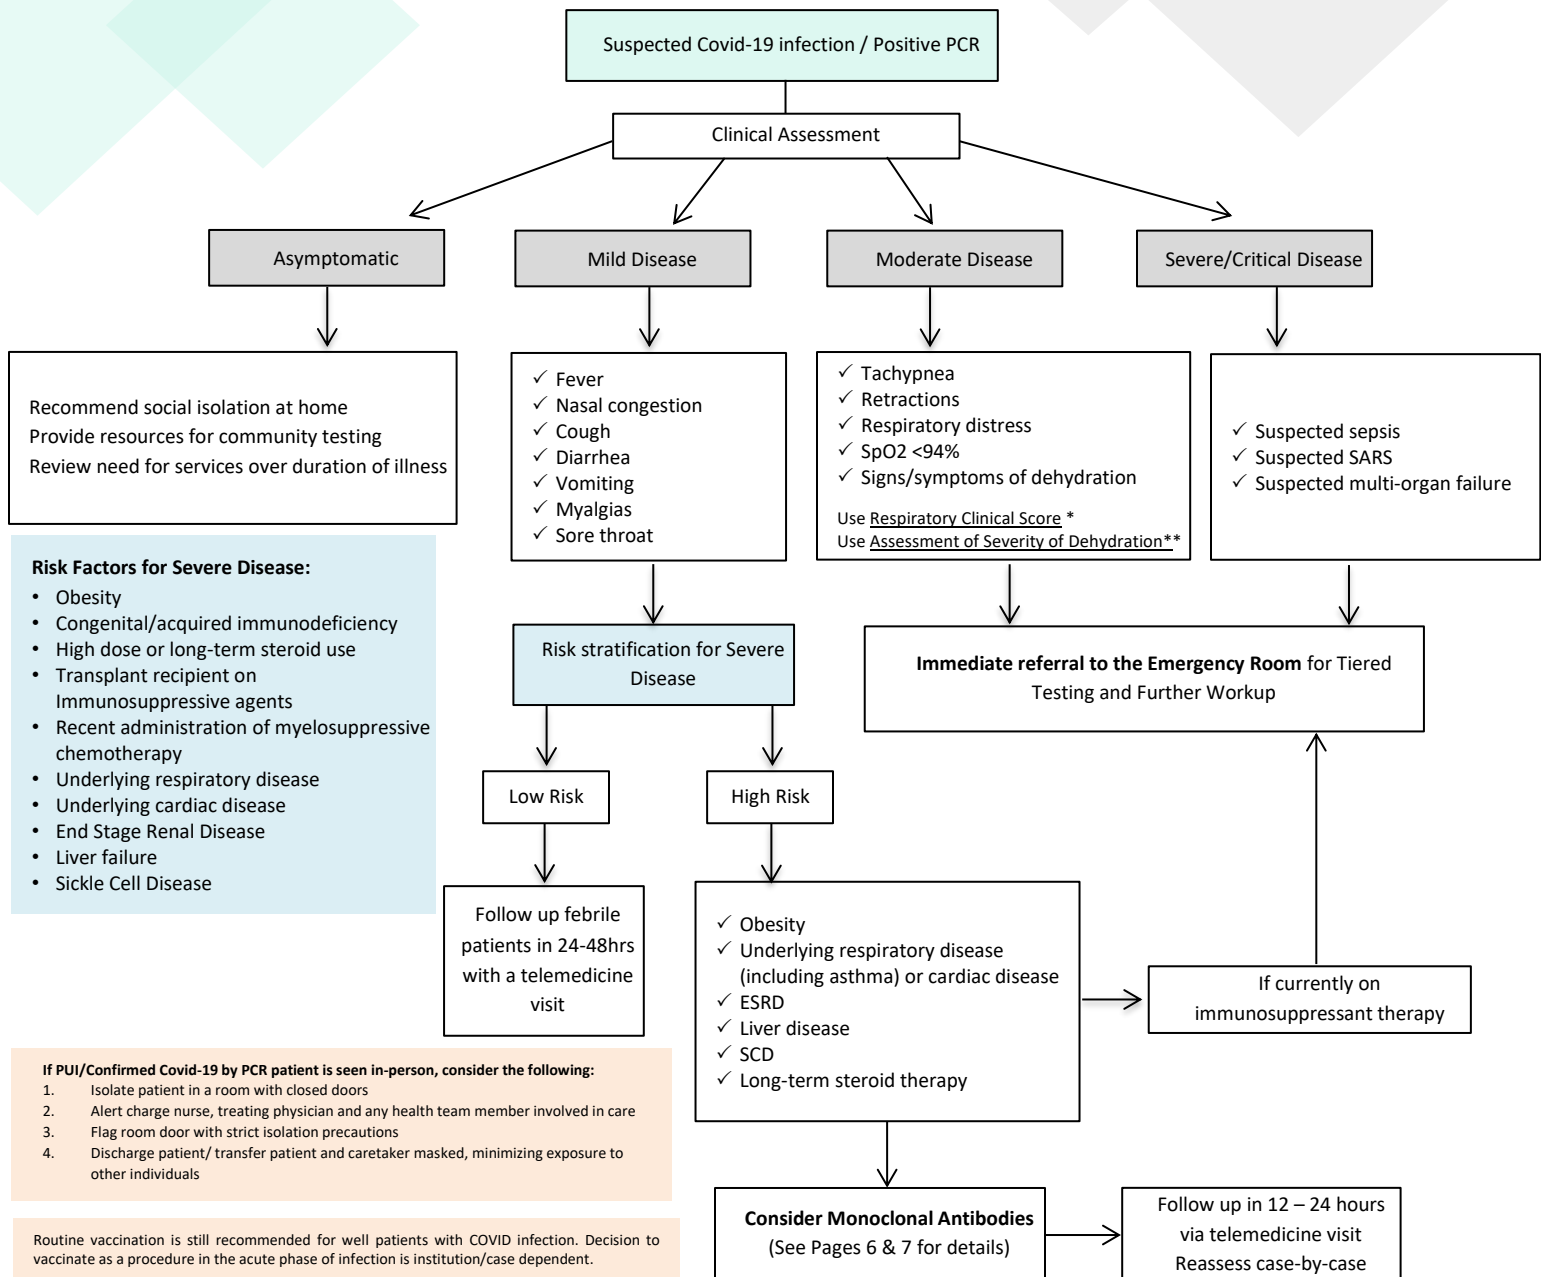 Suspected Covid-19 infection / Positive PCR
Clinical Assessment
Asymptomatic
Mild Disease
Moderate Disease
Severe/Critical Disease
Recommend social isolation at home
Provide resources for community testing
Review need for services over duration of illness
✓ Fever
✓ Nasal congestion
✓ Cough
✓ Diarrhea
✓ Vomiting
✓ Myalgias
✓ Sore throat
✓ Tachypnea
✓ Retractions
✓ Respiratory distress
✓ SpO2 <94%
✓ Signs/symptoms of dehydration
Use Respiratory Clinical Score *
Use Assessment of Severity of Dehydration**
✓ Suspected sepsis
✓ Suspected SARS
✓ Suspected multi-organ failure
Risk Factors for Severe Disease:
• Obesity
• Congenital/acquired immunodeficiency
• High dose or long-term steroid use
• Transplant recipient on
Immunosuppressive agents
• Recent administration of myelosuppressive
chemotherapy
• Underlying respiratory disease
• Underlying cardiac disease
• End Stage Renal Disease
• Liver failure
• Sickle Cell Disease
Risk stratification for Severe
Disease
Immediate referral to the Emergency Room for Tiered
Testing and Further Workup
Low Risk
High Risk
Follow up febrile
patients in 24-48hrs
with a telemedicine
visit
✓ Obesity
✓ Underlying respiratory disease
(including asthma) or cardiac disease
✓ ESRD
✓ Liver disease
✓ SCD
✓ Long-term steroid therapy
If currently on
immunosuppressant therapy
If PUI/Confirmed Covid-19 by PCR patient is seen in-person, consider the following:
1. Isolate patient in a room with closed doors
2. Alert charge nurse, treating physician and any health team member involved in care
3. Flag room door with strict isolation precautions
4. Discharge patient/ transfer patient and caretaker masked, minimizing exposure to
other individuals
Consider Monoclonal Antibodies
(See Pages 6 & 7 for details)
Follow up in 12 – 24 hours
via telemedicine visit
Reassess case-by-case
Routine vaccination is still recommended for well patients with COVID infection. Decision to
vaccinate as a procedure in the acute phase of infection is institution/case dependent.